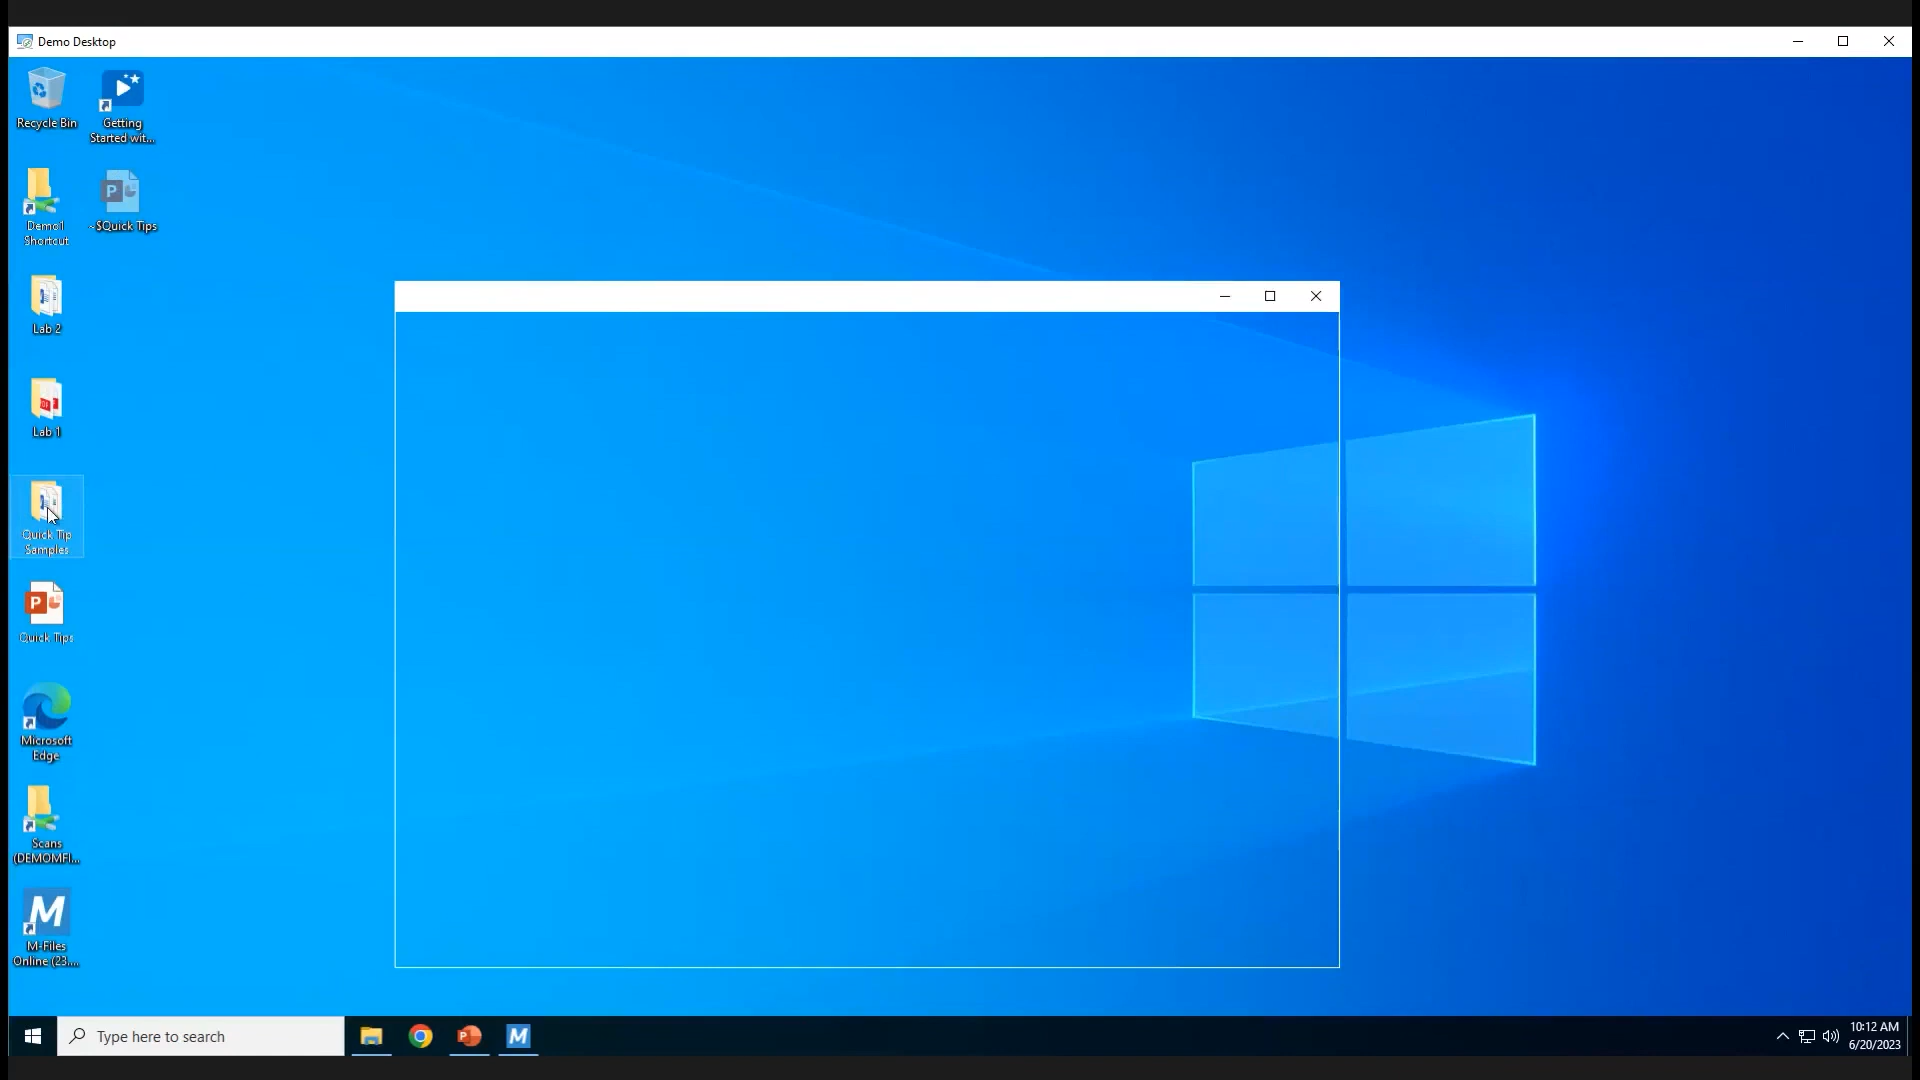 Demo Desktop
Recycle Bin
Getting
Started wit...
Demo1
Shortcut
~$Quick Tips
Lab 2
Lab 1
Quick Tip
Samples
Quick Tips
Microsoft
Edge
Scans
(DEMOMFI...
M-Files
Online (23....
Type here to search
10:12 AM
6/20/2023